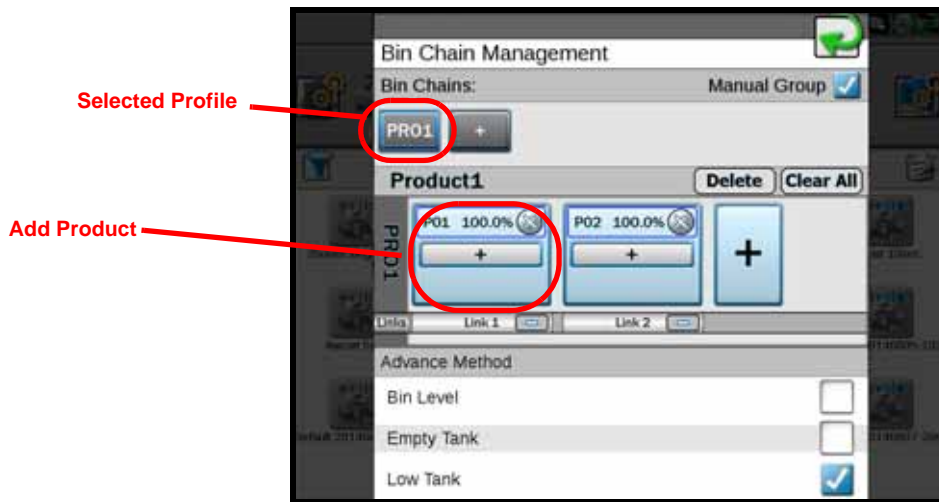 Bin Chain Management
Bin Chains:
Manual Group
Selected Profile
PRO1
+
Product1
Delete
Clear All
Add Product
PRO1
P01 100.0%
+
P02 100.0%
+
+
Links
Link 1
Link 2
Advance Method
Bin Level
Empty Tank
Low Tank